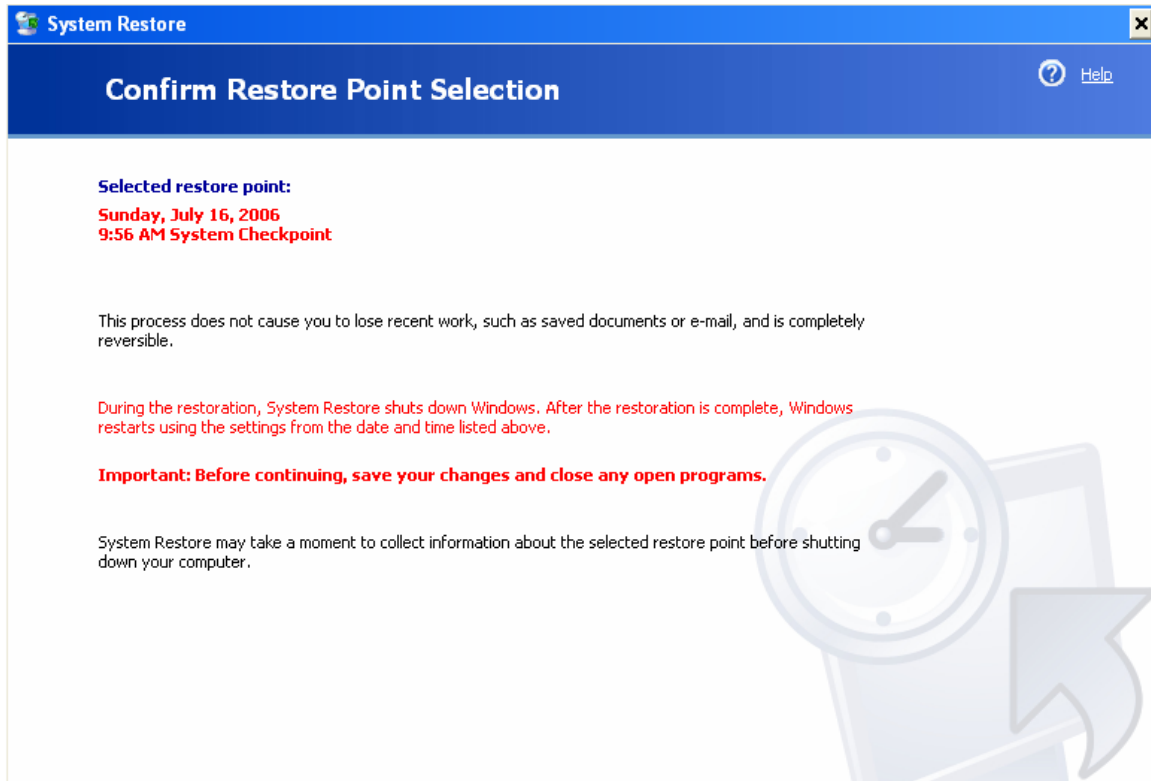 System Restore
Confirm Restore Point Selection
Help
Selected restore point:
Sunday, July 16, 2006
9:56 AM System Checkpoint
This process does not cause you to lose recent work, such as saved documents or e-mail, and is completely
reversible.
During the restoration, System Restore shuts down Windows. After the restoration is complete, Windows
restarts using the settings from the date and time listed above.
Important: Before continuing, save your changes and close any open programs.
System Restore may take a moment to collect information about the selected restore point before shutting
down your computer.